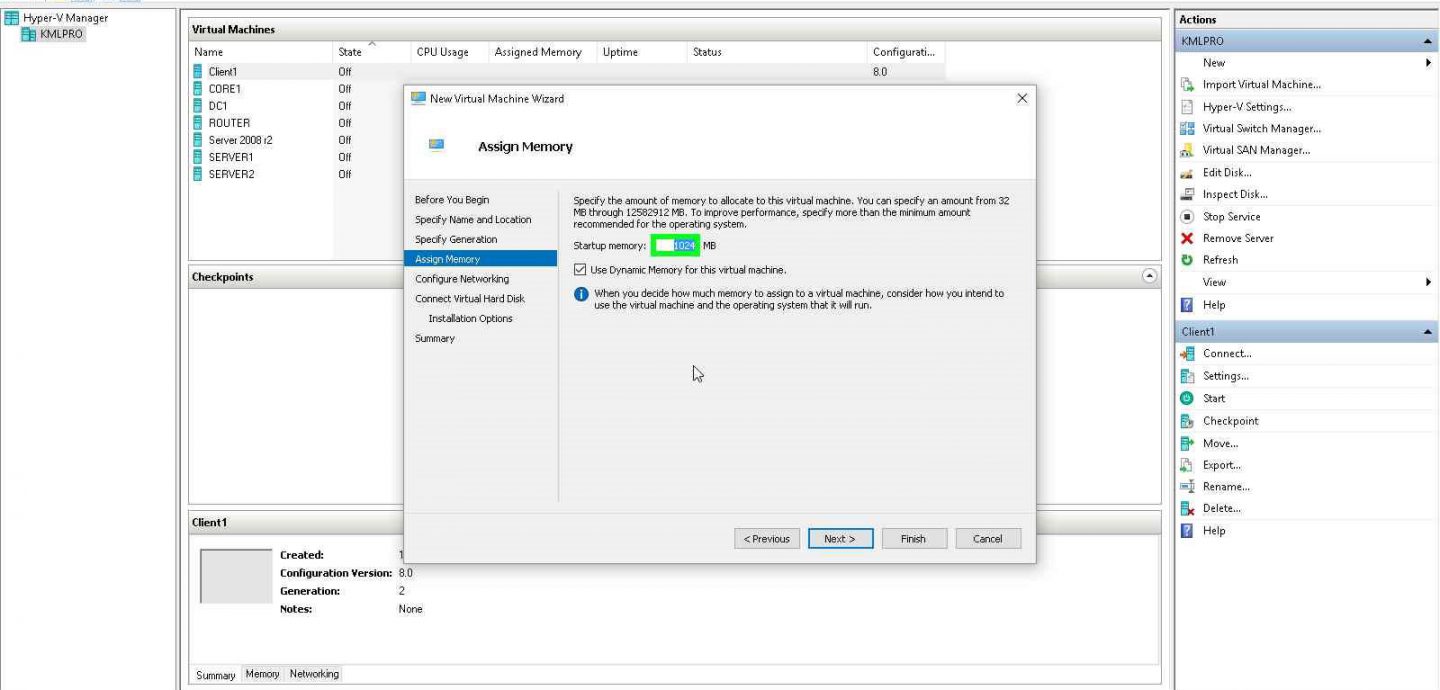 Hyper-V Manager
KMLPRO
Virtual Machines
Name State CPU Usage Assigned Memory Uptime Status Configurati...
Client1 Off 8.0
CORE1 Off
DC1 Off
ROUTER Off
Server 2008 r2 Off
SERVER1 Off
SERVER2 Off
Checkpoints
Client1
Created: 1
Configuration Version: 8.0
Generation: 2
Notes: None
Summary Memory Networking
New Virtual Machine Wizard
Assign Memory
Before You Begin
Specify Name and Location
Specify Generation
Assign Memory
Configure Networking
Connect Virtual Hard Disk
Installation Options
Summary
Specify the amount of memory to allocate to this virtual machine. You can specify an amount from 32
MB through 12582912 MB. To improve performance, specify more than the minimum amount
recommended for the operating system.
Startup memory: 1024 MB
Use Dynamic Memory for this virtual machine.
When you decide how much memory to assign to a virtual machine, consider how you intend to
use the virtual machine and the operating system that it will run.
< Previous Next > Finish Cancel
Actions
KMLPRO
New
Import Virtual Machine...
Hyper-V Settings...
Virtual Switch Manager...
Virtual SAN Manager...
Edit Disk...
Inspect Disk...
Stop Service
Remove Server
Refresh
View
Help
Client1
Connect...
Settings...
Start
Checkpoint
Move...
Export...
Rename...
Delete...
Help